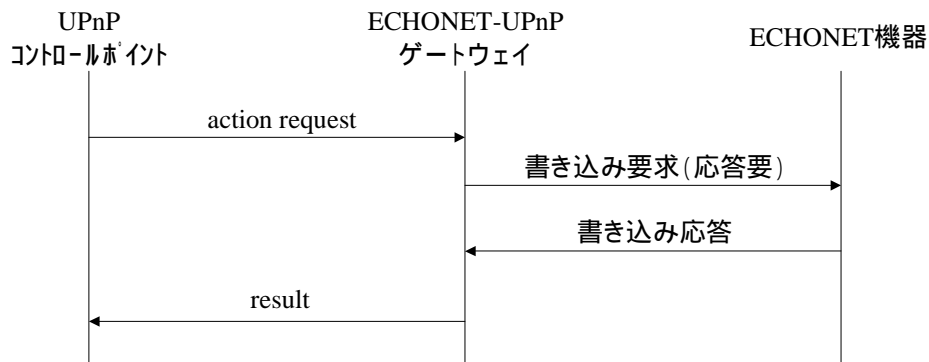 UPnP
コントロールポイント
ECHONET-UPnP
ゲートウェイ
ECHONET機器
action request
書き込み要求(応答要)
書き込み応答
result